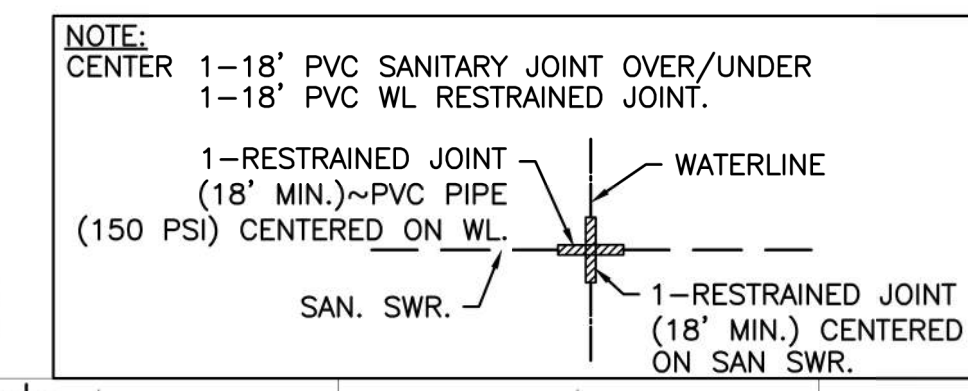 NOTE:
CENTER 1-18' PVC SANITARY JOINT OVER/UNDER
1-18' PVC WL RESTRAINED JOINT.
1-RESTRAINED JOINT
(18' MIN.)~PVC PIPE
(150 PSI) CENTERED ON WL.
WATERLINE
SAN. SWR.
1-RESTRAINED JOINT
(18' MIN.) CENTERED
ON SAN SWR.